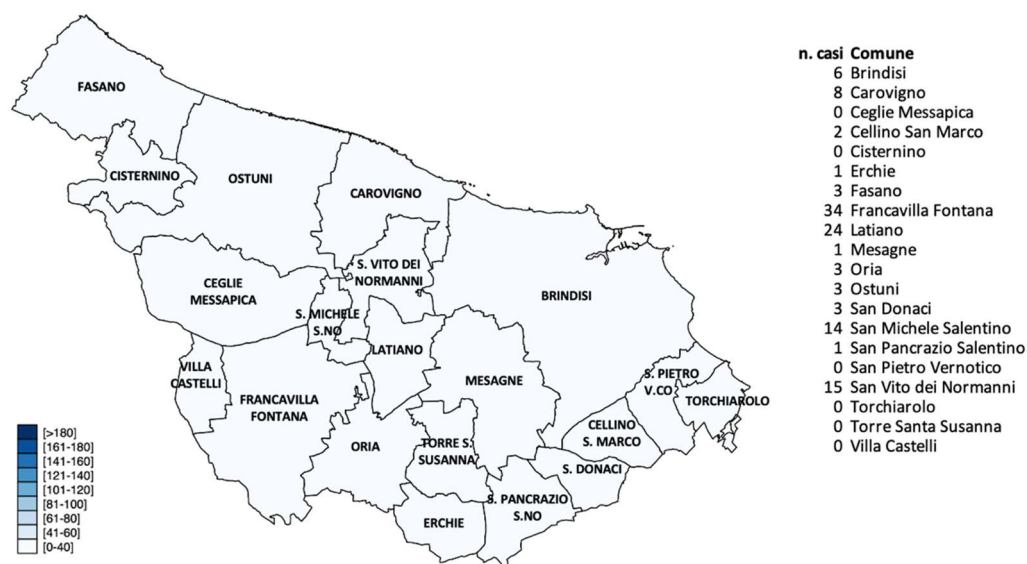 FASANO
CISTERNINO
OSTUNI
CAROVIGNO
S. VITO DEI
NORMANNI
CEGLIE
MESSAPICA
S. MICHELE
S.NO
BRINDISI
LATIANO
VILLA
CASTELLI
FRANCAVILLA
FONTANA
MESAGNE
S. PIETRO
V.CO
TORCHIAROLO
CELLINO
S. MARCO
ORIA
TORRE S.
SUSANNA
S. DONACI
S. PANCRAZIO
S.NO
ERCHIE
[>180]
[161-180]
[141-160]
[121-140]
[101-120]
[81-100]
[61-80]
[41-60]
[0-40]
n. casi Comune
6 Brindisi
8 Carovigno
0 Ceglie Messapica
2 Cellino San Marco
0 Cisternino
1 Erchie
3 Fasano
34 Francavilla Fontana
24 Latiano
1 Mesagne
3 Oria
3 Ostuni
3 San Donaci
14 San Michele Salentino
1 San Pancrazio Salentino
0 San Pietro Vernotico
15 San Vito dei Normanni
0 Torchiarolo
0 Torre Santa Susanna
0 Villa Castelli